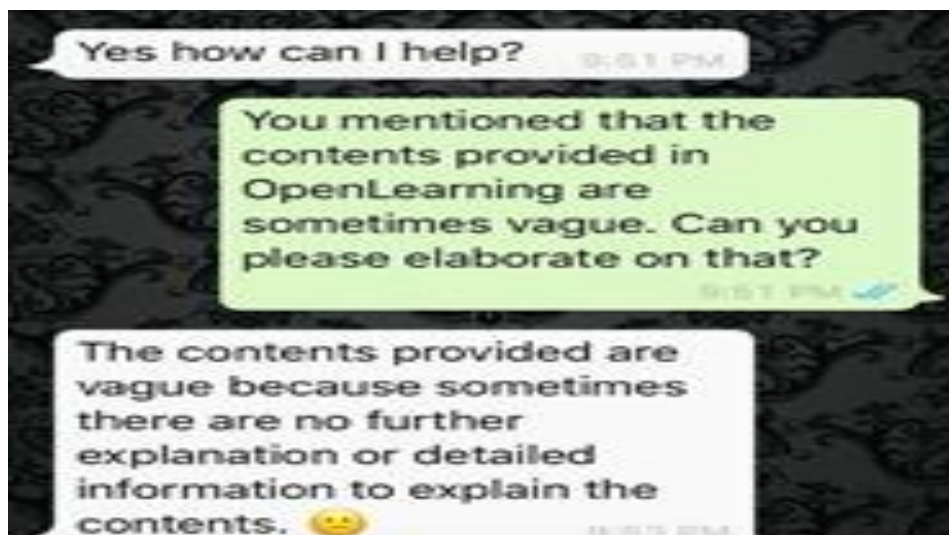 Yes how can I help?
9:51 PM
You mentioned that the
contents provided in
OpenLearning are
sometimes vague. Can you
please elaborate on that?
9:51 PM
The contents provided are
vague because sometimes
there are no further
explanation or detailed
information to explain the
contents. 😐